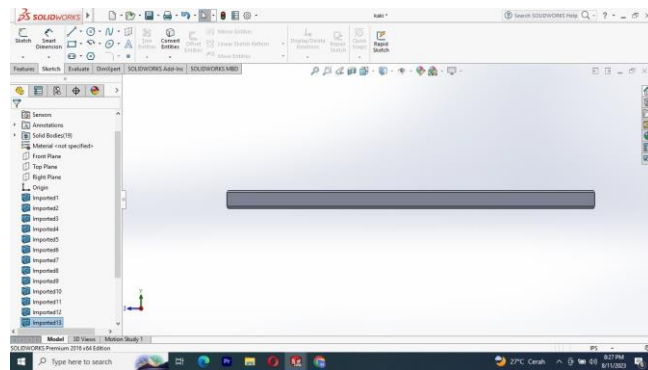 SOLIDWORKS
kaki *
Search SOLIDWORKS Help
Sketch
Smart Dimension
Trim Entities
Convert Entities
Offset Entities
Mirror Entities
Linear Sketch Pattern
Move Entities
Display/Delete Relations
Repair Sketch
Quick Snaps
Rapid Sketch
Features Sketch Evaluate DimXpert SOLIDWORKS Add-Ins SOLIDWORKS MBD
Sensors
Annotations
Solid Bodies(19)
Material <not specified>
Front Plane
Top Plane
Right Plane
Origin
Imported1
Imported2
Imported3
Imported4
Imported5
Imported6
Imported7
Imported8
Imported9
Imported10
Imported11
Imported12
Imported13
Y
Z
Model 3D Views Motion Study 1
SOLIDWORKS Premium 2016 x64 Edition
IPS
Type here to search
27°C Cerah
8:27 PM
8/11/2023